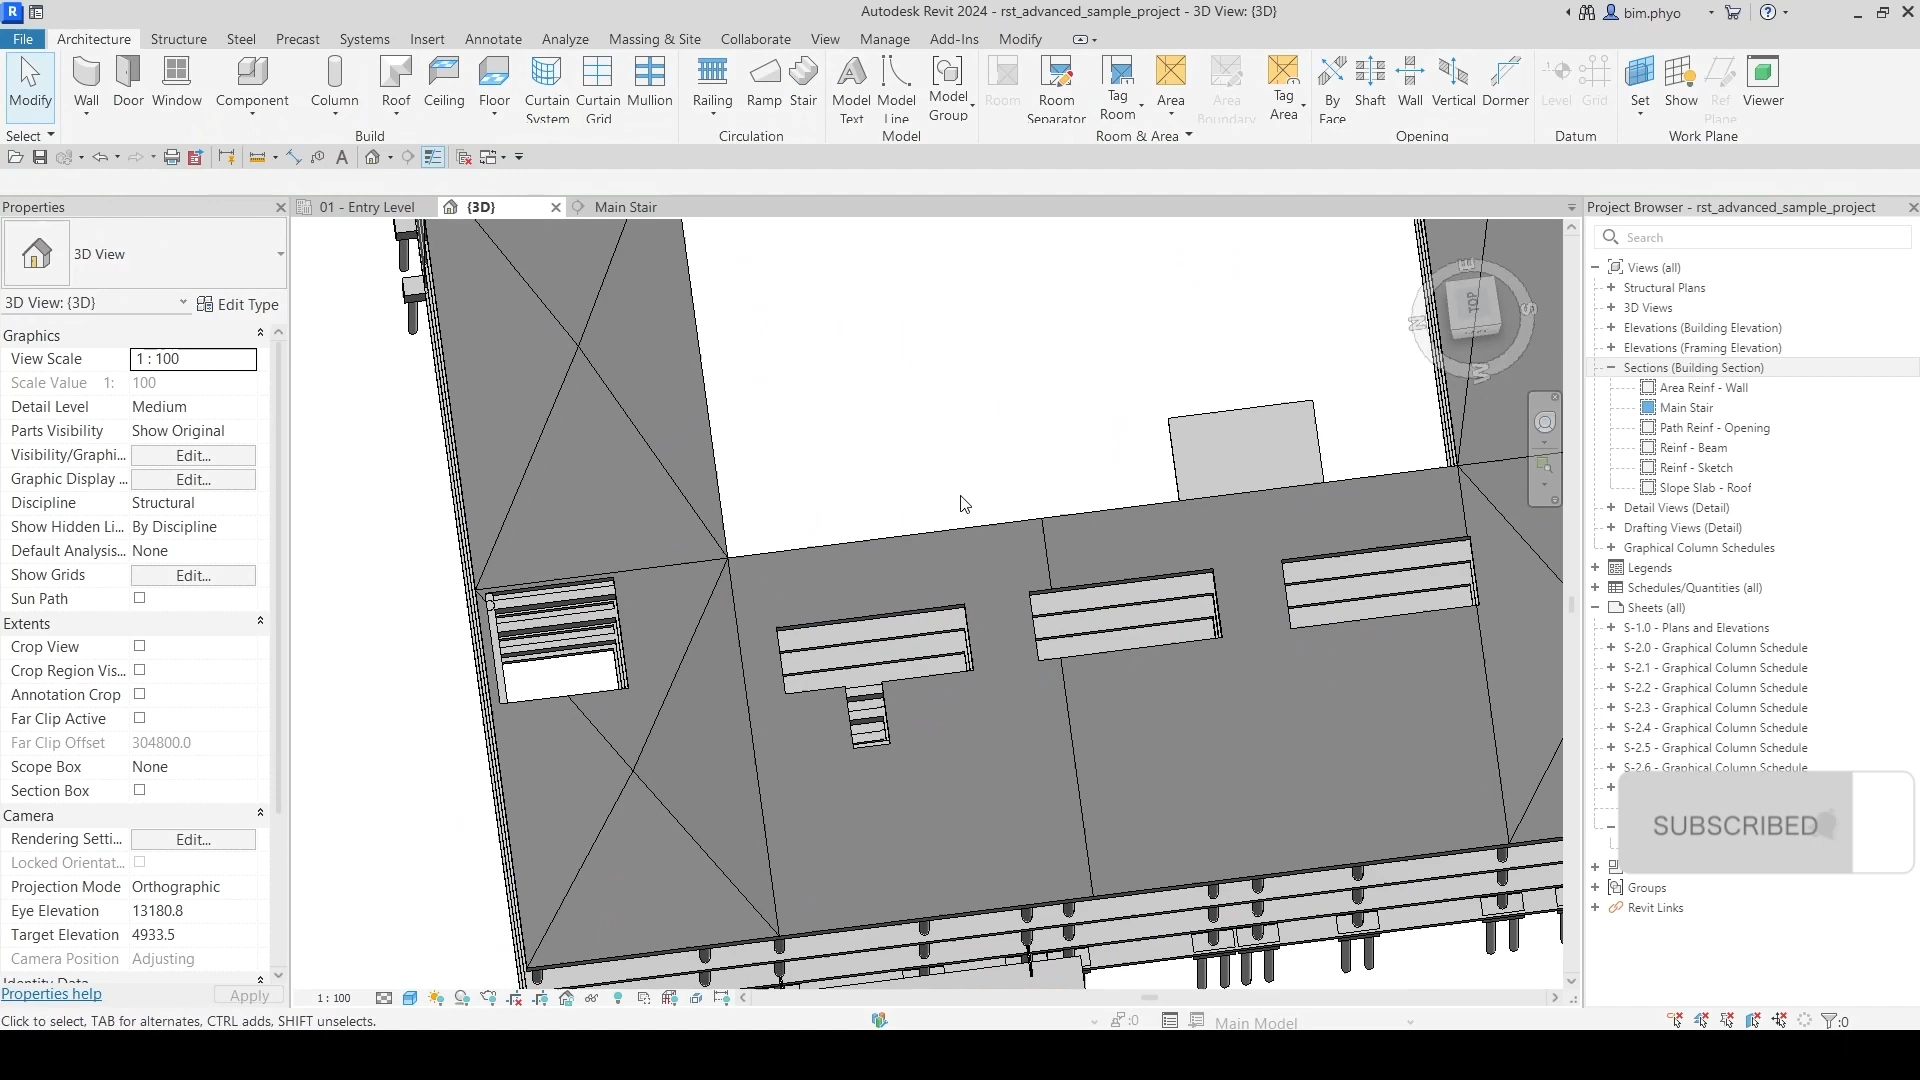 Autodesk Revit 2024 - rst_advanced_sample_project - 3D View: {3D}
bim.phyo
File Architecture Structure Steel Precast Systems Insert Annotate Analyze Massing & Site Collaborate View Manage Add-Ins Modify
Modify Wall Door Window Component Column Roof Ceiling Floor Curtain System Curtain Grid Mullion Railing Ramp Stair Model Text Model Line Model Group Room Room Separator Tag Room Area Area Boundary Tag Area By Face Shaft Wall Vertical Dormer Level Grid Set Show Ref Plane Viewer
Select Build Circulation Model Room & Area Opening Datum Work Plane
Properties
01 - Entry Level
{3D}
Main Stair
Project Browser - rst_advanced_sample_project
3D View
Search
3D View: {3D}
Edit Type
Graphics
View Scale 1 : 100
Scale Value 1: 100
Detail Level Medium
Parts Visibility Show Original
Visibility/Graphi... Edit...
Graphic Display ... Edit...
Discipline Structural
Show Hidden Li... By Discipline
Default Analysis... None
Show Grids Edit...
Sun Path
Extents
Crop View
Crop Region Vis...
Annotation Crop
Far Clip Active
Far Clip Offset 304800.0
Scope Box None
Section Box
Camera
Rendering Setti... Edit...
Locked Orientat...
Projection Mode Orthographic
Eye Elevation 13180.8
Target Elevation 4933.5
Camera Position Adjusting
Identity Data
Properties help
Apply
TOP
E
S
N
W
Views (all)
Structural Plans
3D Views
Elevations (Building Elevation)
Elevations (Framing Elevation)
Sections (Building Section)
Area Reinf - Wall
Main Stair
Path Reinf - Opening
Reinf - Beam
Reinf - Sketch
Slope Slab - Roof
Detail Views (Detail)
Drafting Views (Detail)
Graphical Column Schedules
Legends
Schedules/Quantities (all)
Sheets (all)
S-1.0 - Plans and Elevations
S-2.0 - Graphical Column Schedule
S-2.1 - Graphical Column Schedule
S-2.2 - Graphical Column Schedule
S-2.3 - Graphical Column Schedule
S-2.4 - Graphical Column Schedule
S-2.5 - Graphical Column Schedule
S-2.6 - Graphical Column Schedule
SUBSCRIBED
Groups
Revit Links
1 : 100
Click to select, TAB for alternates, CTRL adds, SHIFT unselects.
:0
Main Model
:0